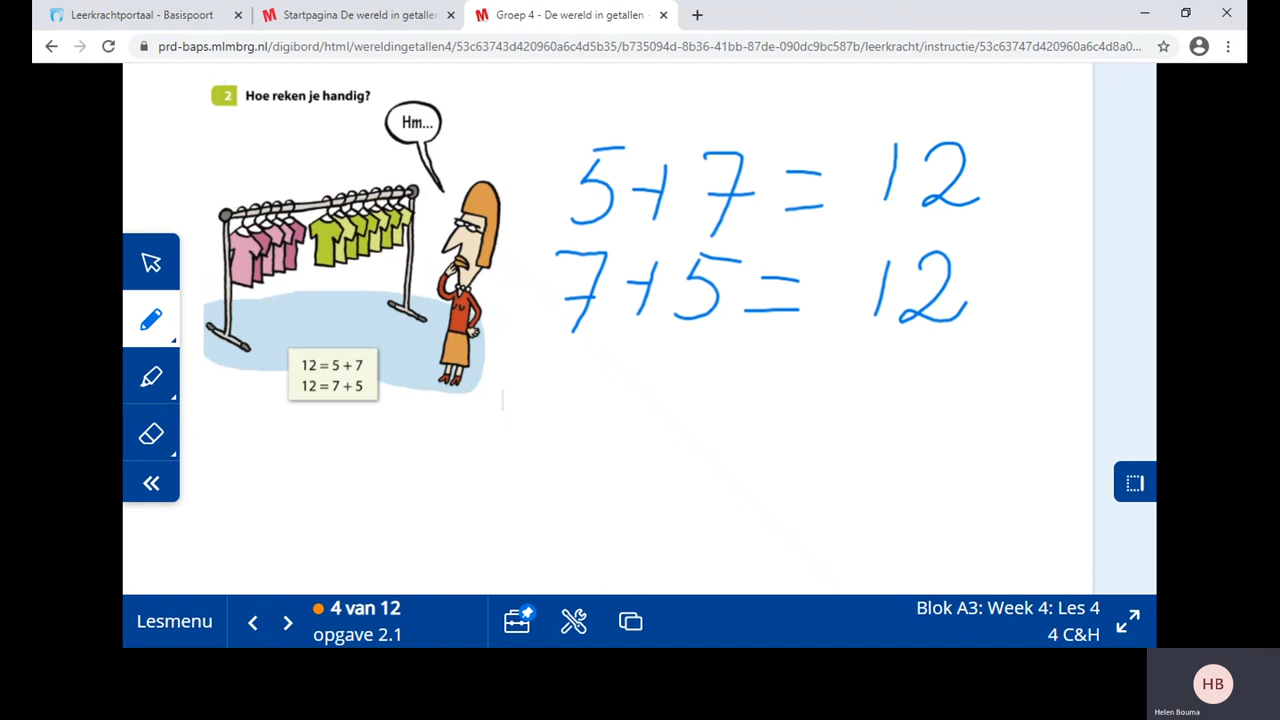 Leerkrachtportaal - Basispoort
Startpagina De wereld in getallen
Groep 4 - De wereld in getallen -
prd-baps.mlmbrg.nl/digibord/html/wereldingetallen4/53c63743d420960a6c4d5b35/b735094d-8b36-41bb-87de-090dc9bc587b/leerkracht/instructie/53c63747d420960a6c4d8a0...
2 Hoe reken je handig?
Hm...
5+7=12
7+5=12
12 = 5 + 7
12 = 7 + 5
Lesmenu
4 van 12
opgave 2.1
Blok A3: Week 4: Les 4
4 C&H
HB
Helen Bouma